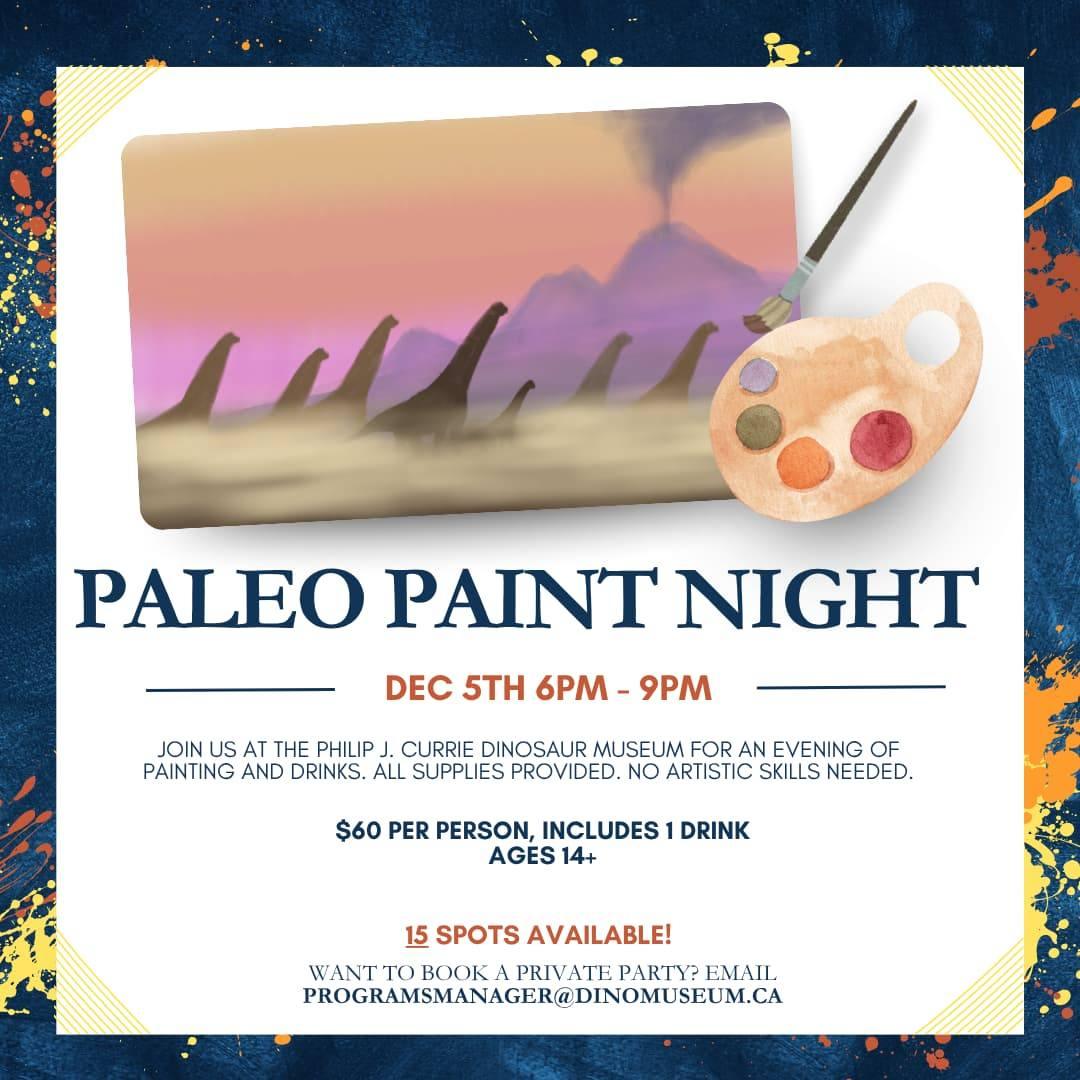 PALEO PAINT NIGHT
DEC 5TH 6PM - 9PM
JOIN US AT THE PHILIP J. CURRIE DINOSAUR MUSEUM FOR AN EVENING OF
PAINTING AND DRINKS. ALL SUPPLIES PROVIDED. NO ARTISTIC SKILLS NEEDED.
$60 PER PERSON, INCLUDES 1 DRINK
AGES 14+
15 SPOTS AVAILABLE!
WANT TO BOOK A PRIVATE PARTY? EMAIL
PROGRAMSMANAGER@DINOMUSEUM.CA